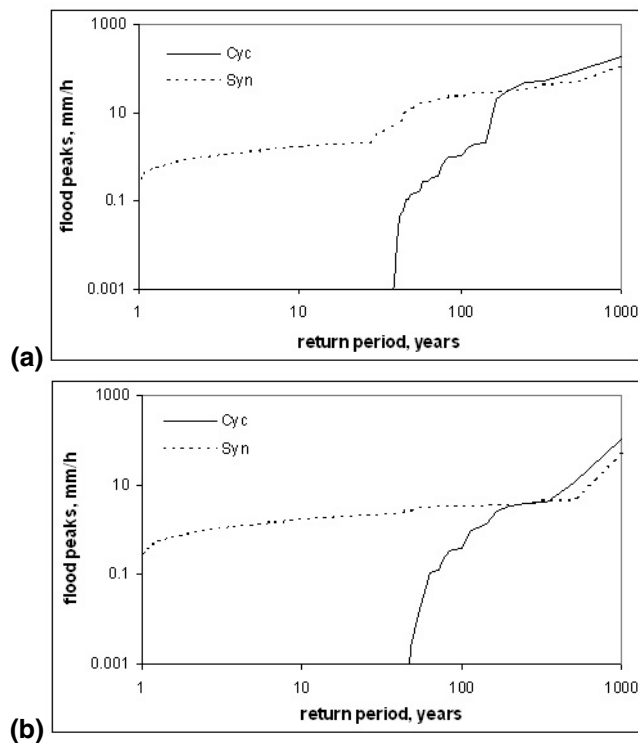 1000
Cyc
Syn
10
0.1
0.001
flood peaks, mm/h
1 10 100 1000
return period, years
(a)
1000
Cyc
Syn
10
0.1
0.001
flood peaks, mm/h
1 10 100 1000
return period, years
(b)